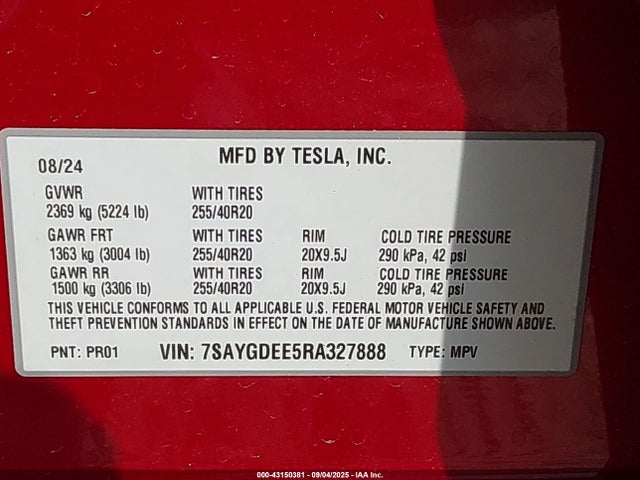 MFD BY TESLA, INC.
08/24
GVWR WITH TIRES
2369 kg (5224 lb) 255/40R20
GAWR FRT WITH TIRES RIM COLD TIRE PRESSURE
1363 kg (3004 lb) 255/40R20 20X9.5J 290 kPa, 42 psi
GAWR RR WITH TIRES RIM COLD TIRE PRESSURE
1500 kg (3306 lb) 255/40R20 20X9.5J 290 kPa, 42 psi
THIS VEHICLE CONFORMS TO ALL APPLICABLE U.S. FEDERAL MOTOR VEHICLE SAFETY AND
THEFT PREVENTION STANDARDS IN EFFECT ON THE DATE OF MANUFACTURE SHOWN ABOVE.
PNT: PR01 VIN: 7SAYGDEE5RA327888 TYPE: MPV
000-43150381 - 09/04/2025 - IAA Inc.